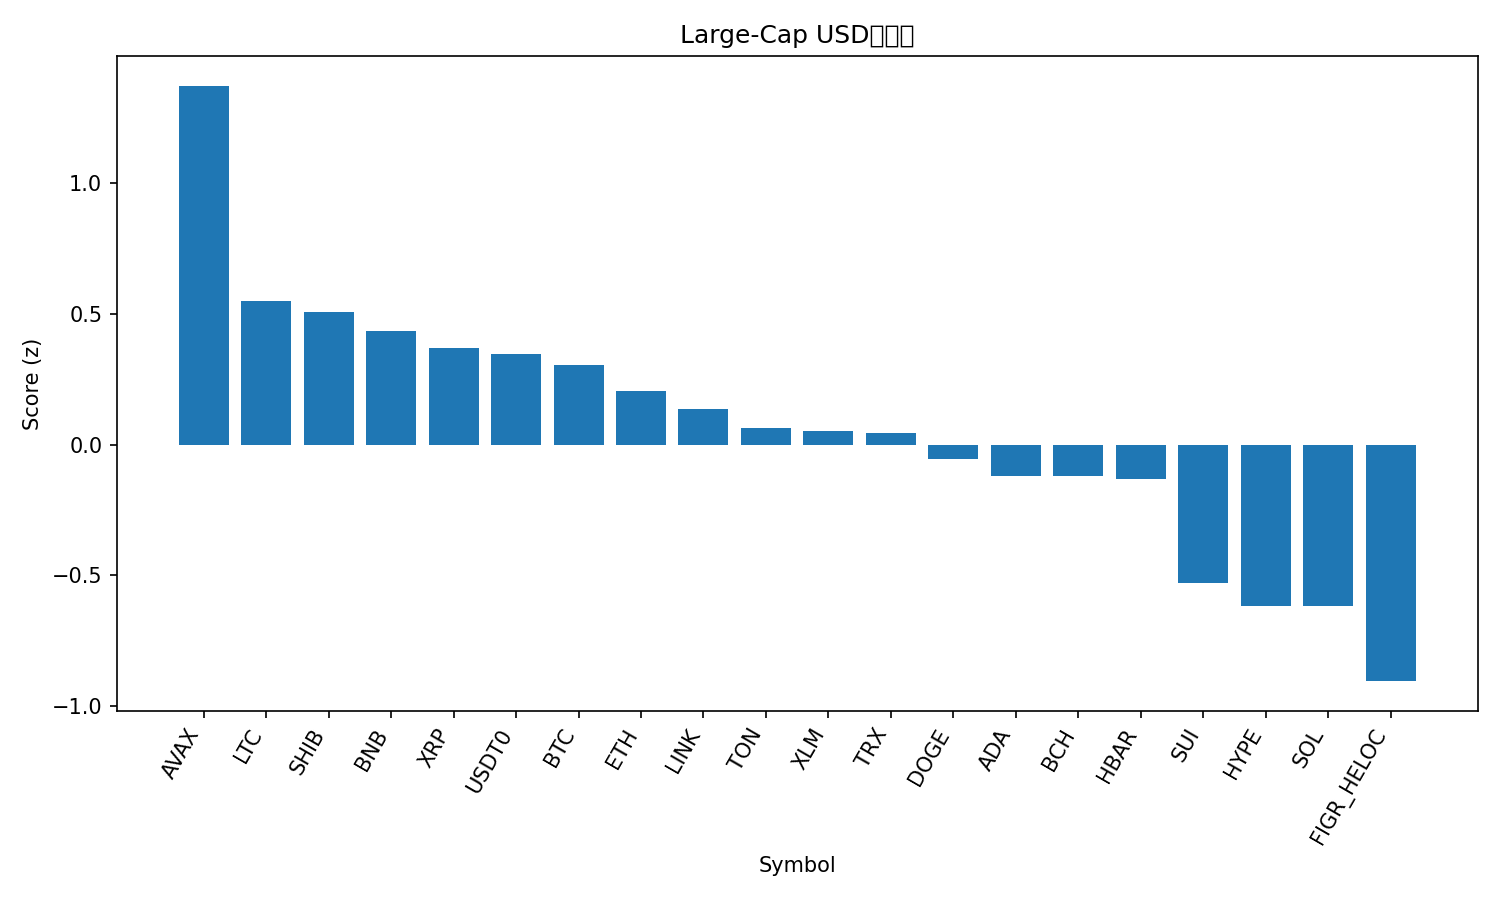 Large-Cap USD
1.0
0.5
0.0
−0.5
−1.0
Score (z)
AVAX
LTC
SHIB
BNB
XRP
USDT0
BTC
ETH
LINK
TON
XLM
TRX
DOGE
ADA
BCH
HBAR
SUI
HYPE
SOL
FIGR_HELOC
Symbol